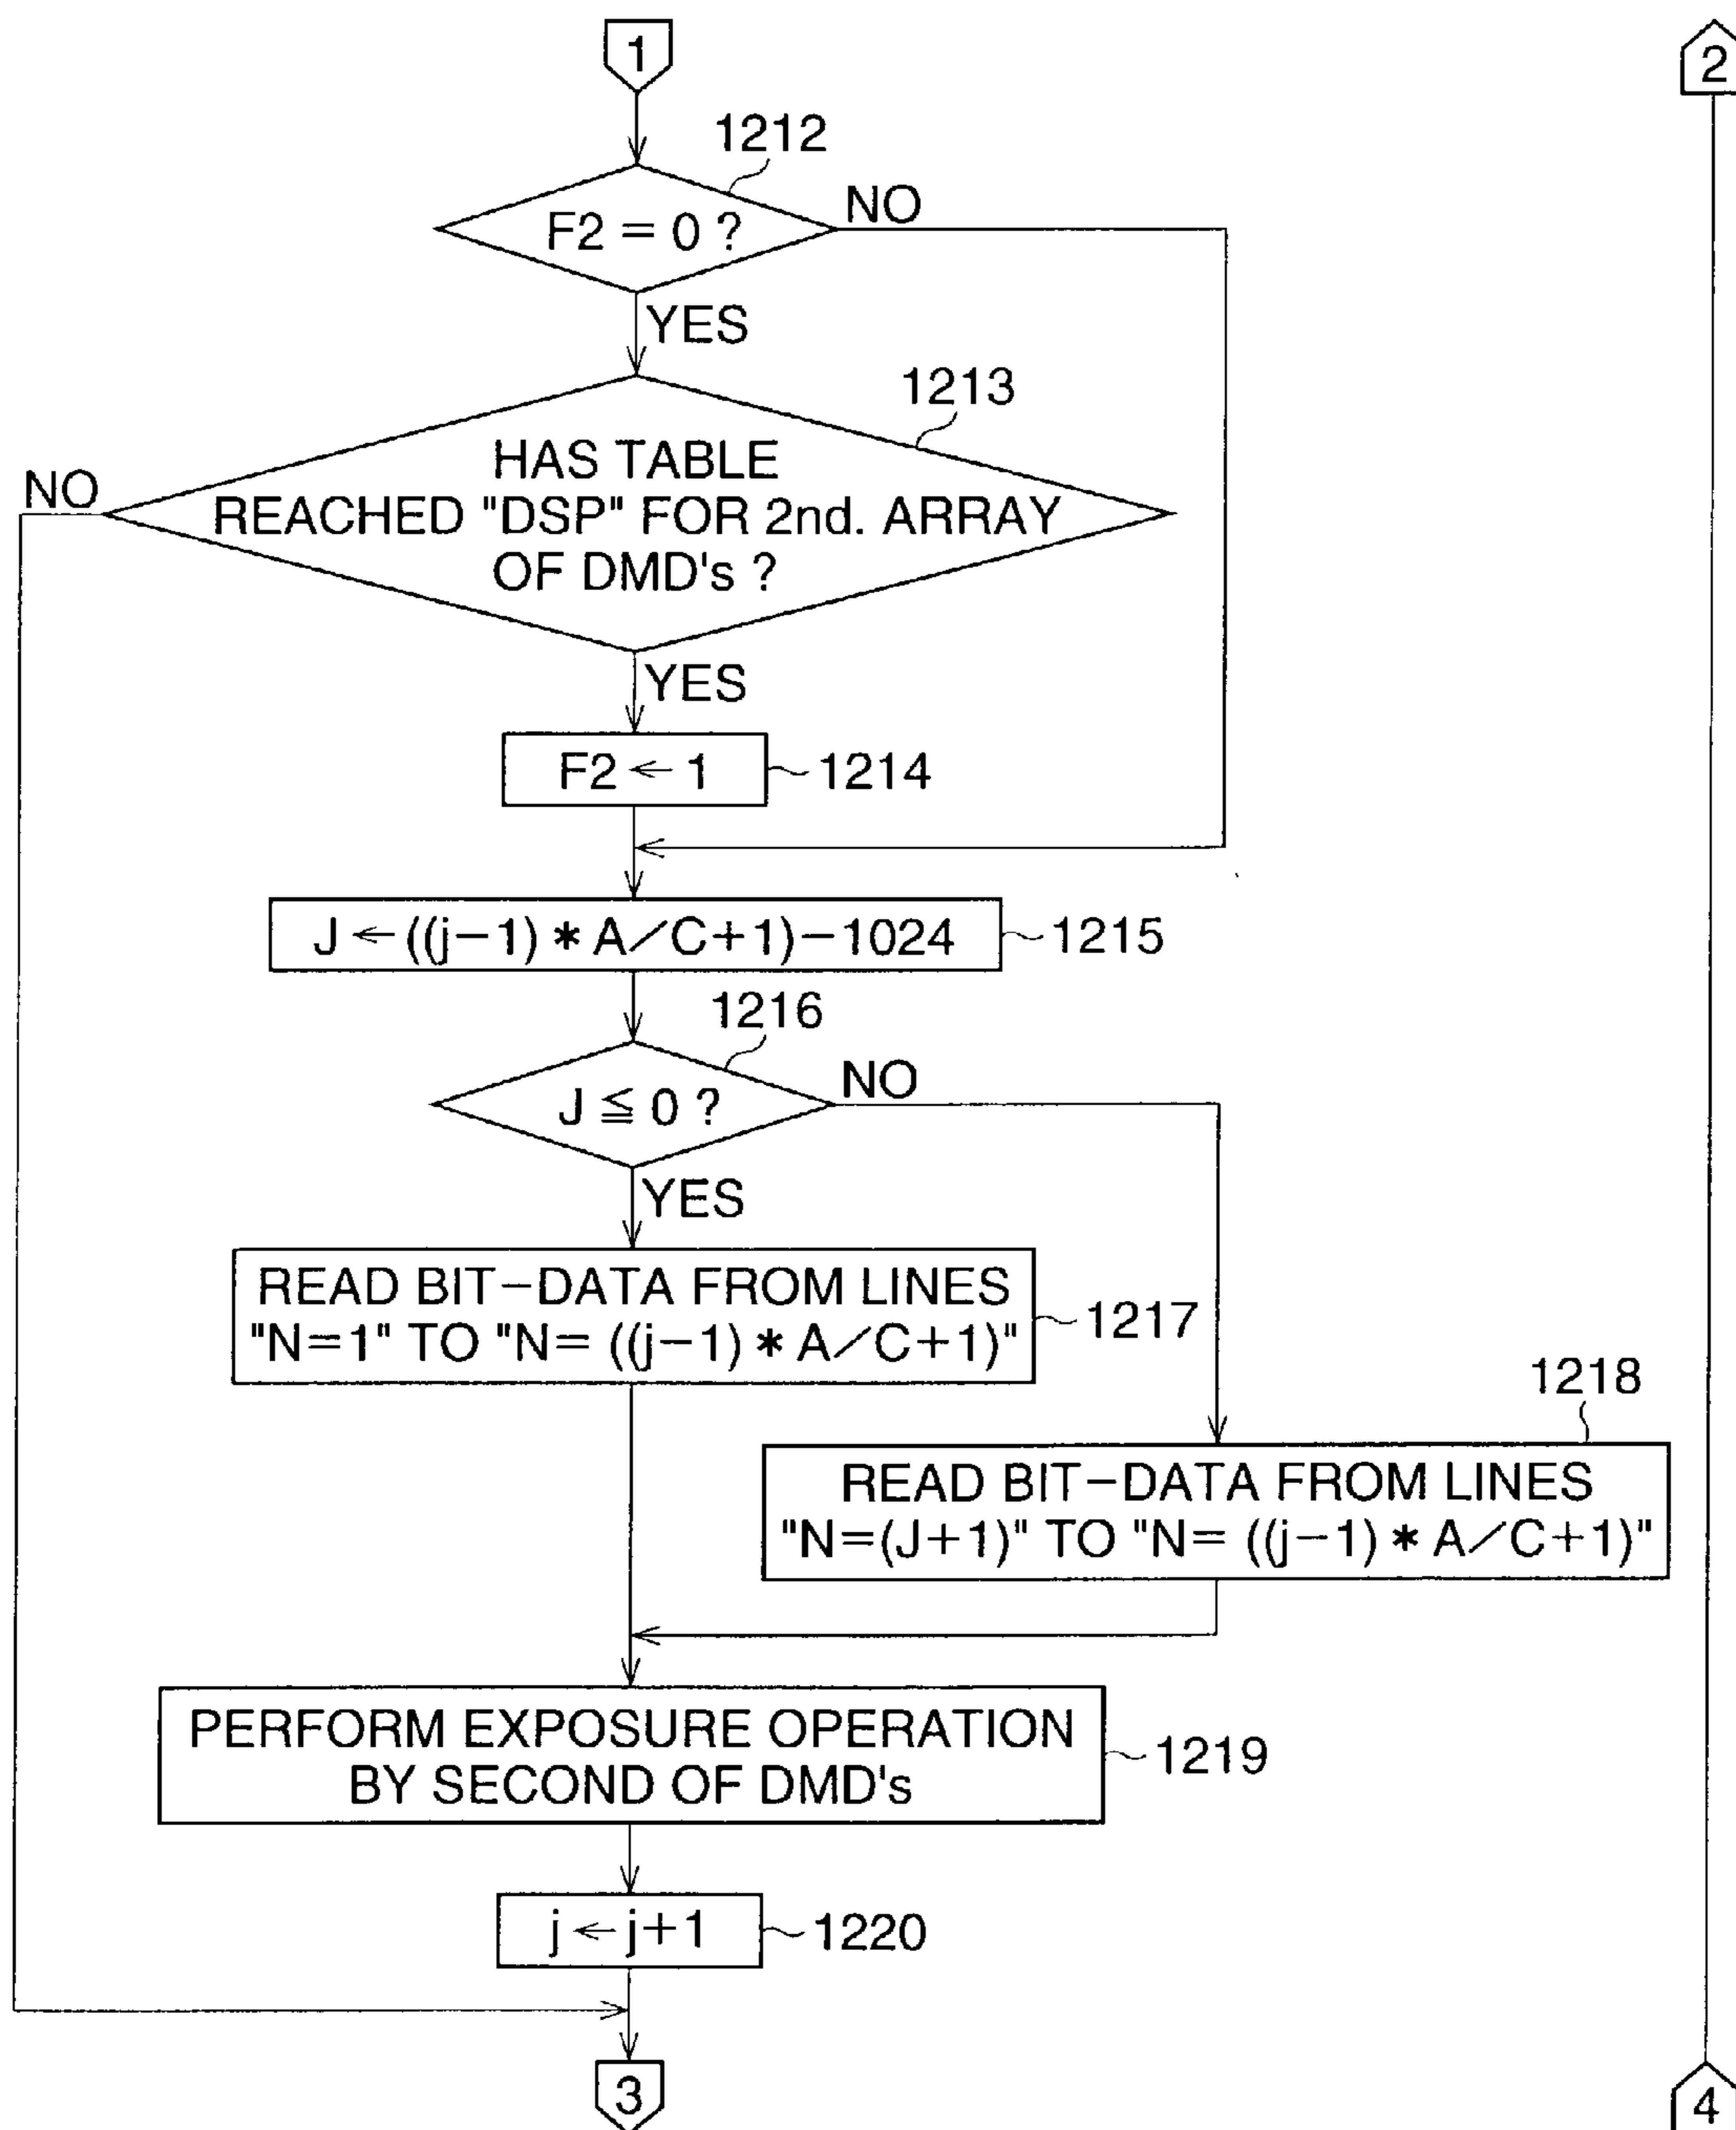 1
2
1212
F2 = 0 ?
NO
YES
1213
HAS TABLE
REACHED "DSP" FOR 2nd. ARRAY
OF DMD's ?
NO
YES
F2 ← 1
1214
J ← ((j−1) * A/C+1)−1024
1215
1216
J ≦ 0 ?
NO
YES
READ BIT−DATA FROM LINES
"N=1" TO "N= ((j−1) * A/C+1)"
1217
1218
READ BIT−DATA FROM LINES
"N=(J+1)" TO "N= ((j−1) * A/C+1)"
PERFORM EXPOSURE OPERATION
BY SECOND OF DMD's
1219
j ← j+1
1220
3
4